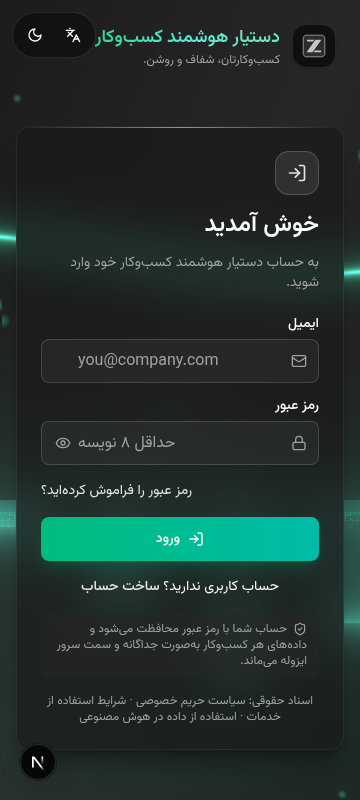 دستیار هوشمند کسب‌وکار
کسب‌وکارتان، شفاف و روشن.
خوش آمدید
به حساب دستیار هوشمند کسب‌وکار خود وارد
شوید.
ایمیل
you@company.com
رمز عبور
حداقل ۸ نویسه
رمز عبور را فراموش کرده‌اید؟
ورود
حساب کاربری ندارید؟ ساخت حساب
حساب شما با رمز عبور محافظت می‌شود و
داده‌های هر کسب‌وکار به‌صورت جداگانه و سمت سرور
ایزوله می‌ماند.
اسناد حقوقی: سیاست حریم خصوصی · شرایط استفاده از
خدمات · استفاده از داده در هوش مصنوعی
N